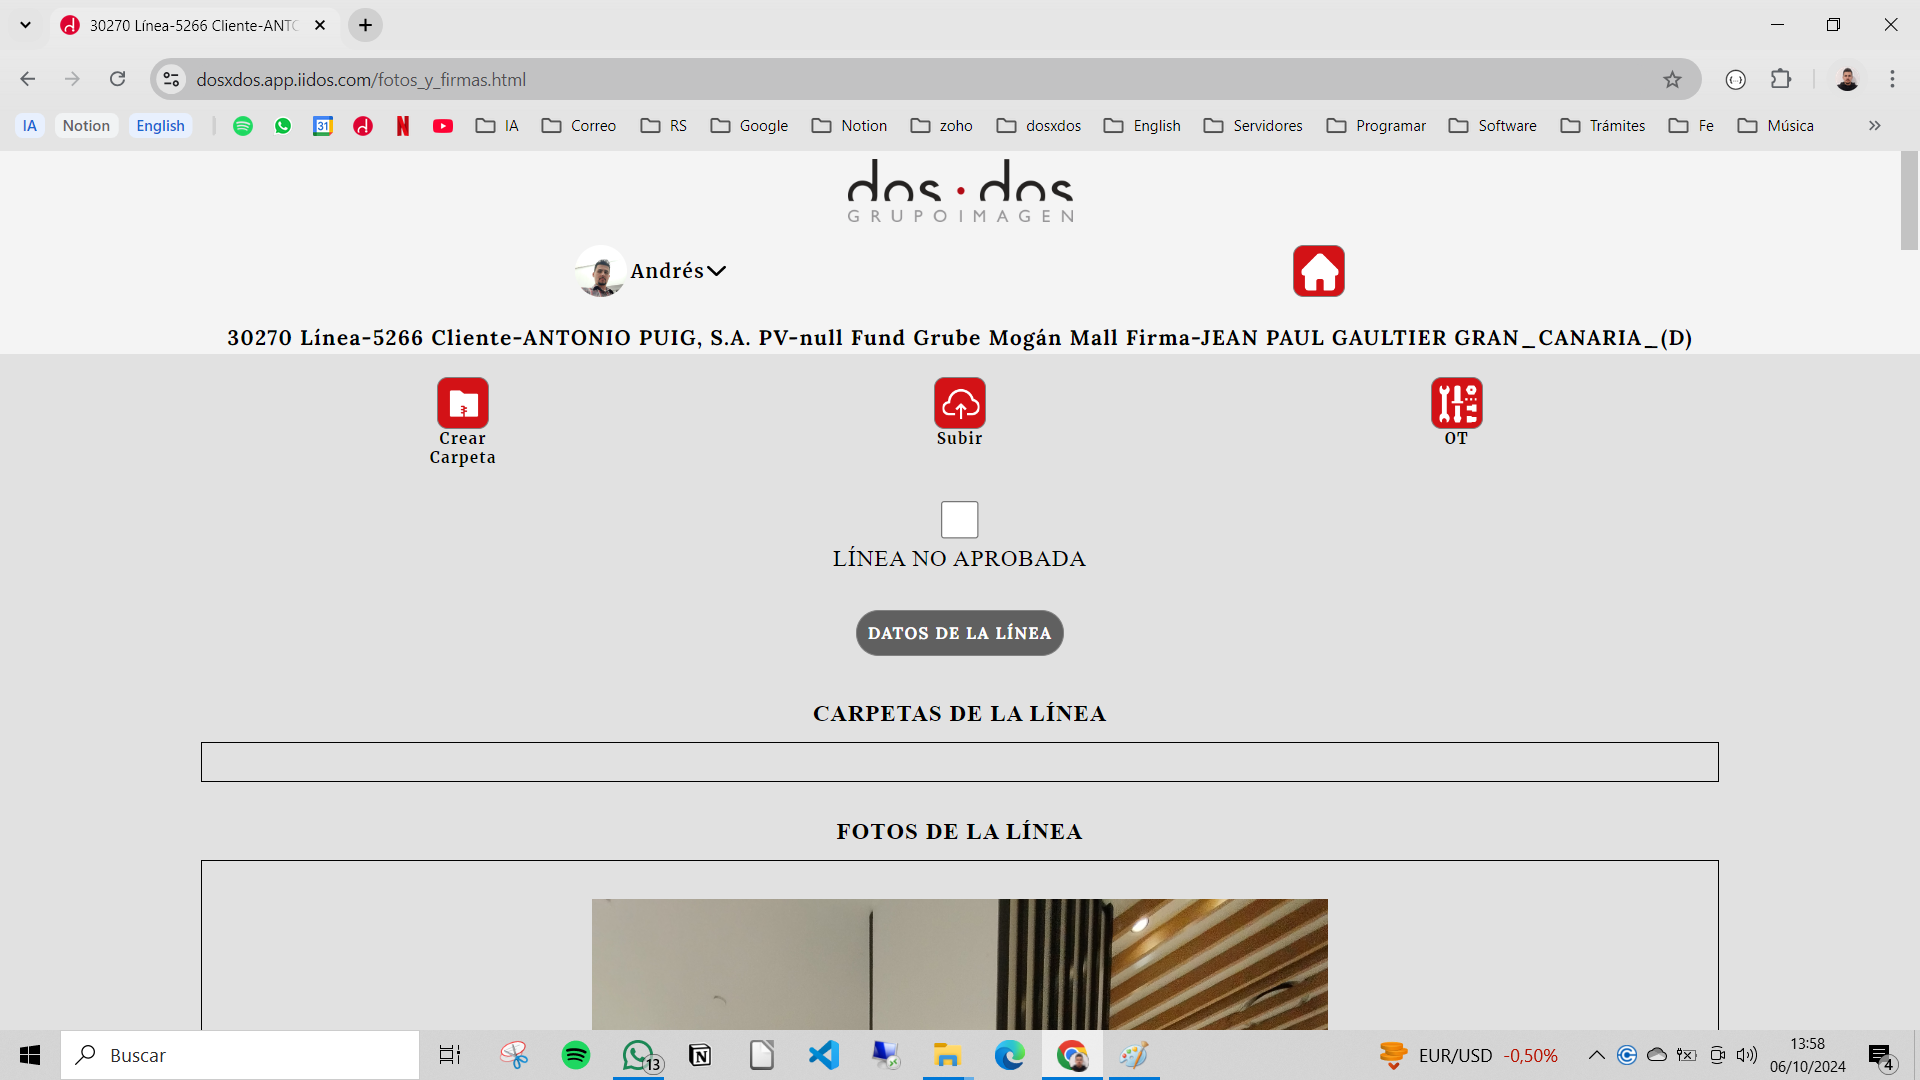 30270 Línea-5266 Cliente-ANTO
dosxdos.app.iidos.com/fotos_y_firmas.html
IA Notion English 31 IA Correo RS Google Notion zoho dosxdos English Servidores Programar Software Trámites Fe Música
dos·dos
GRUPOIMAGEN
Andrés
30270 Línea-5266 Cliente-ANTONIO PUIG, S.A. PV-null Fund Grube Mogán Mall Firma-JEAN PAUL GAULTIER GRAN_CANARIA_(D)
Crear
Carpeta
Subir
OT
LÍNEA NO APROBADA
DATOS DE LA LÍNEA
CARPETAS DE LA LÍNEA
FOTOS DE LA LÍNEA
Buscar
13
EUR/USD -0,50%
13:58
06/10/2024
4